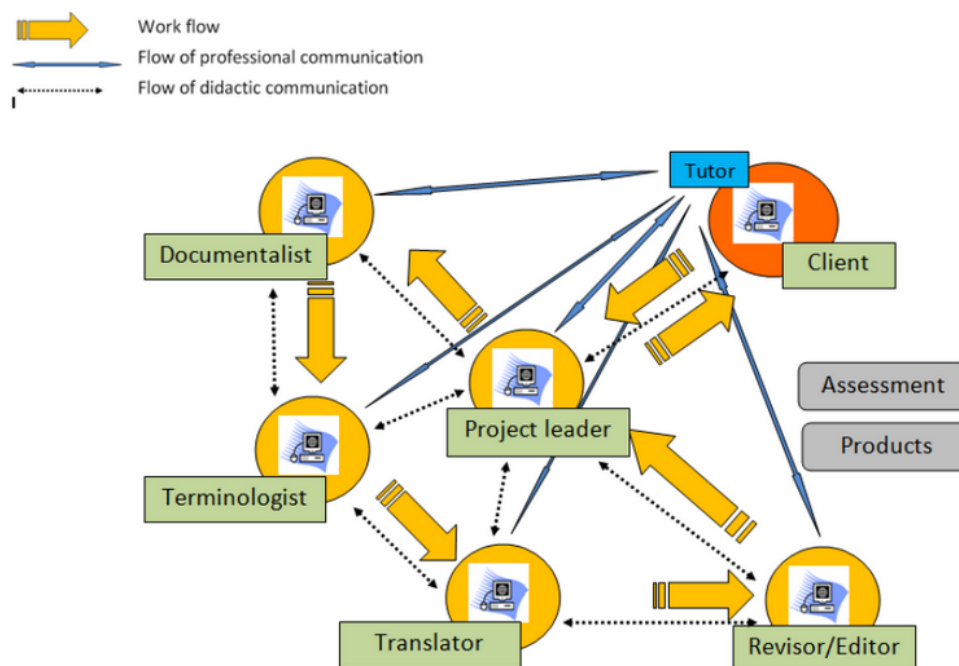 Work flow
Flow of professional communication
Flow of didactic communication
I
Tutor
Documentalist
Client
Assessment
Project leader
Products
Terminologist
Translator
Revisor/Editor